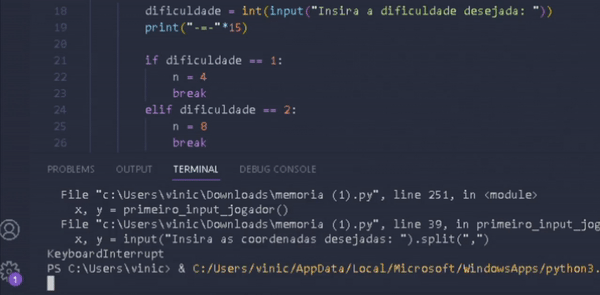 18 dificuldade = int(input("Insira a dificuldade desejada: "))
19 print("-=-"*15)
20
21 if dificuldade == 1:
22 n = 4
23 break
24 elif dificuldade == 2:
25 n = 8
26 break
PROBLEMS OUTPUT TERMINAL DEBUG CONSOLE
File "c:\Users\vinic\Downloads\memoria (1).py", line 251, in <module>
x, y = primeiro_input_jogador()
File "c:\Users\vinic\Downloads\memoria (1).py", line 39, in primeiro_input_jog
x, y = input("Insira as coordenadas desejadas: ").split(",")
KeyboardInterrupt
PS C:\Users\vinic> & C:/Users/vinic/AppData/Local/Microsoft/WindowsApps/python3.
1